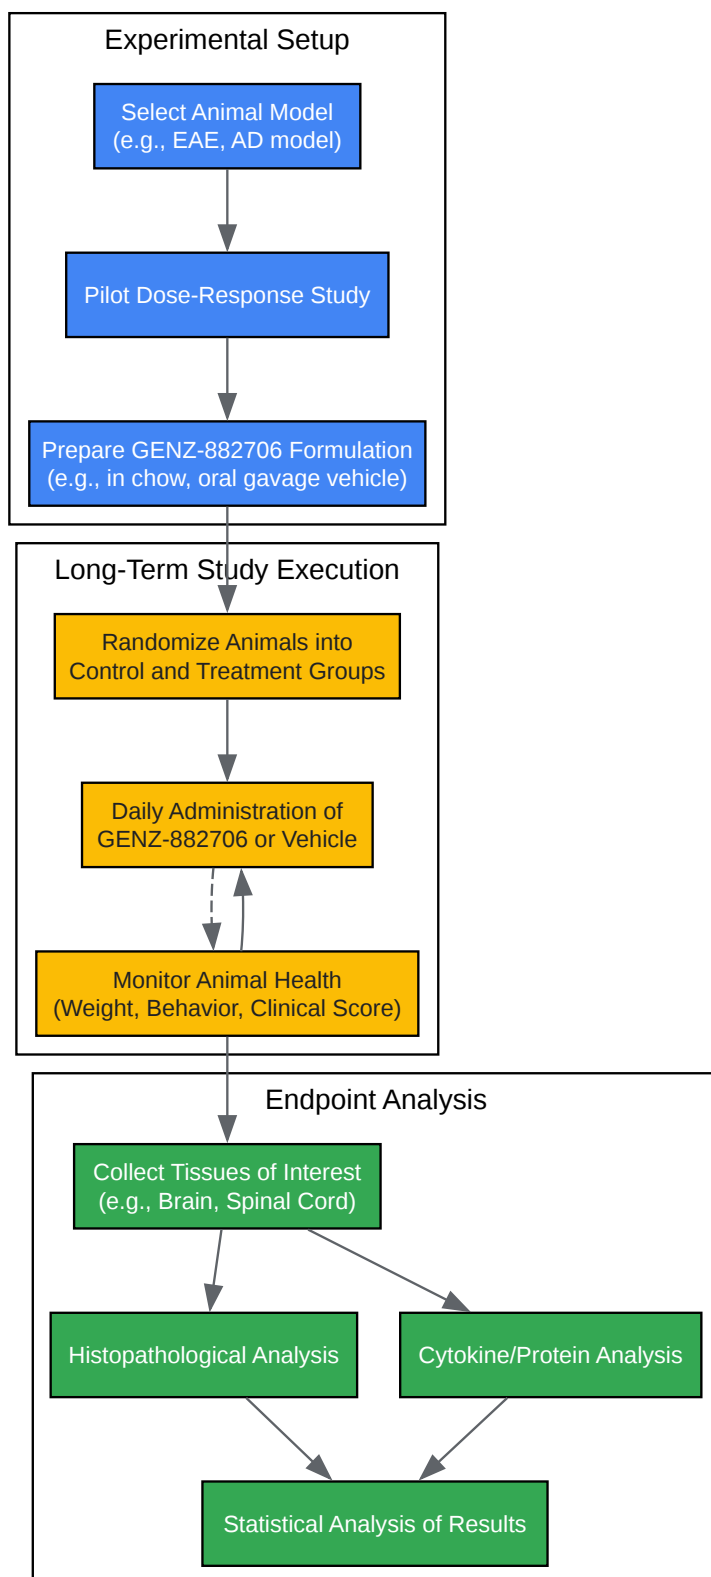 Experimental Setup
Select Animal Model
(e.g., EAE, AD model)
Pilot Dose-Response Study
Prepare GENZ-882706 Formulation
(e.g., in chow, oral gavage vehicle)
Long-Term Study Execution
Randomize Animals into
Control and Treatment Groups
Daily Administration of
GENZ-882706 or Vehicle
Monitor Animal Health
(Weight, Behavior, Clinical Score)
Endpoint Analysis
Collect Tissues of Interest
(e.g., Brain, Spinal Cord)
Histopathological Analysis
Cytokine/Protein Analysis
Statistical Analysis of Results